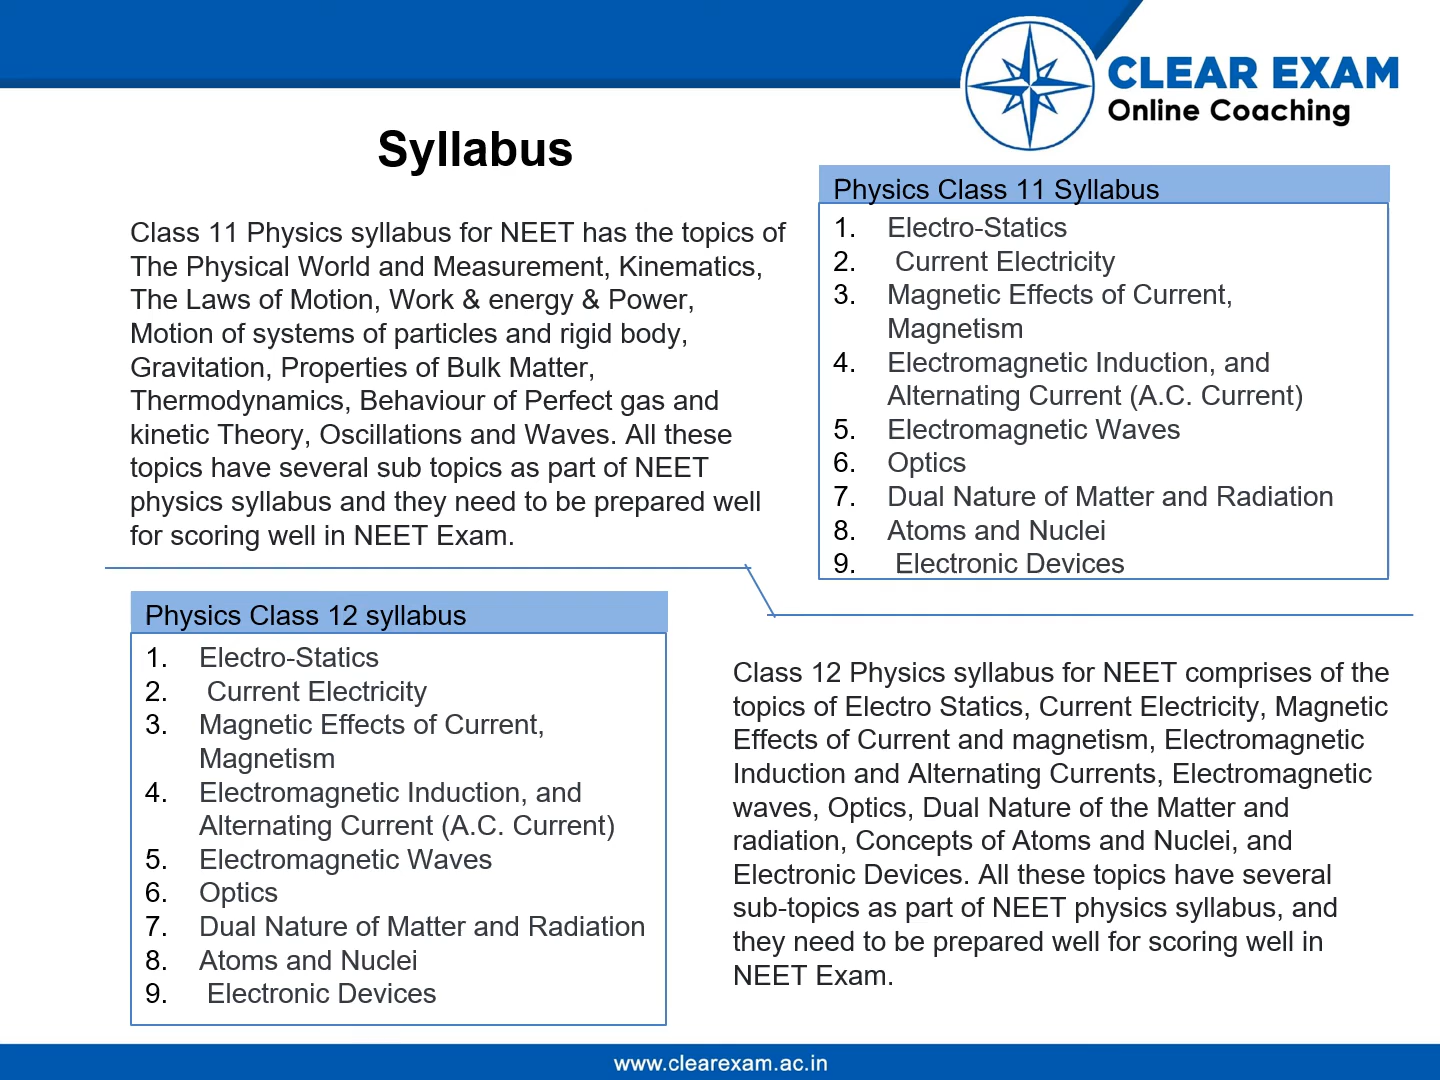 CLEAR EXAM
Online Coaching
Syllabus
Class 11 Physics syllabus for NEET has the topics of
The Physical World and Measurement, Kinematics,
The Laws of Motion, Work & energy & Power,
Motion of systems of particles and rigid body,
Gravitation, Properties of Bulk Matter,
Thermodynamics, Behaviour of Perfect gas and
kinetic Theory, Oscillations and Waves. All these
topics have several sub topics as part of NEET
physics syllabus and they need to be prepared well
for scoring well in NEET Exam.
Physics Class 11 Syllabus
1. Electro-Statics
2. Current Electricity
3. Magnetic Effects of Current,
Magnetism
4. Electromagnetic Induction, and
Alternating Current (A.C. Current)
5. Electromagnetic Waves
6. Optics
7. Dual Nature of Matter and Radiation
8. Atoms and Nuclei
9. Electronic Devices
Physics Class 12 syllabus
1. Electro-Statics
2. Current Electricity
3. Magnetic Effects of Current,
Magnetism
4. Electromagnetic Induction, and
Alternating Current (A.C. Current)
5. Electromagnetic Waves
6. Optics
7. Dual Nature of Matter and Radiation
8. Atoms and Nuclei
9. Electronic Devices
Class 12 Physics syllabus for NEET comprises of the
topics of Electro Statics, Current Electricity, Magnetic
Effects of Current and magnetism, Electromagnetic
Induction and Alternating Currents, Electromagnetic
waves, Optics, Dual Nature of the Matter and
radiation, Concepts of Atoms and Nuclei, and
Electronic Devices. All these topics have several
sub-topics as part of NEET physics syllabus, and
they need to be prepared well for scoring well in
NEET Exam.
www.clearexam.ac.in